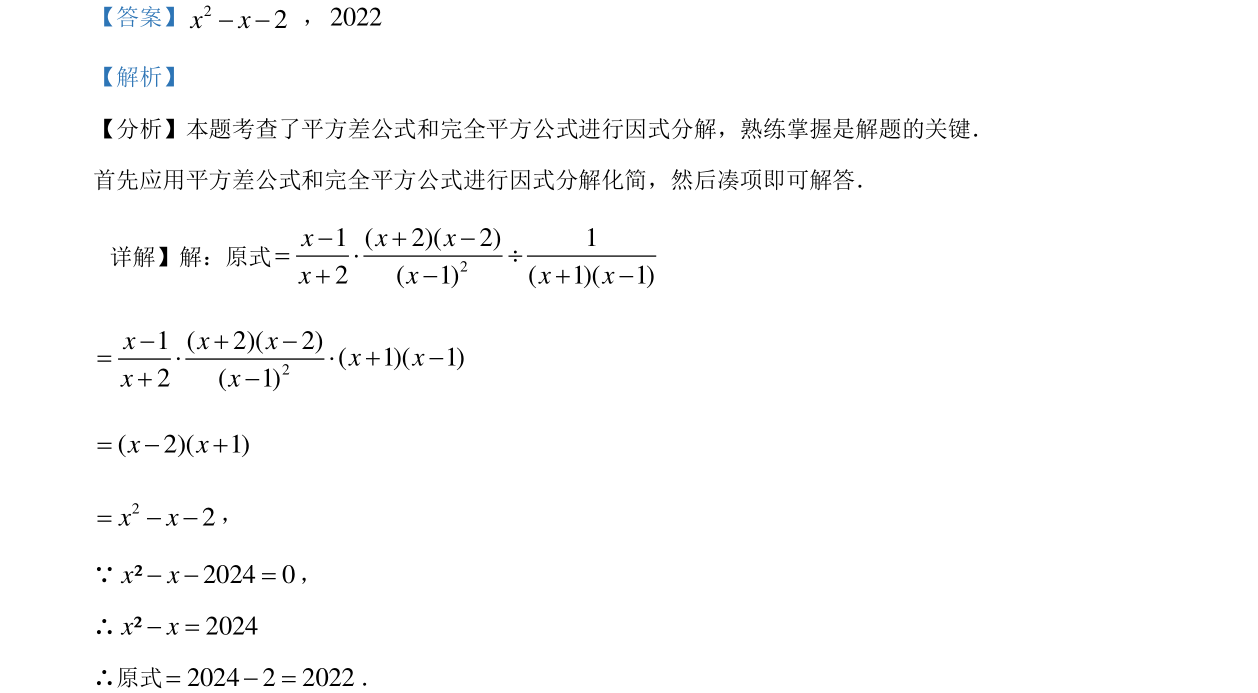 【答案】x² − x − 2 ，2022
【解析】
【分析】本题考查了平方差公式和完全平方公式进行因式分解，熟练掌握是解题的关键．
首先应用平方差公式和完全平方公式进行因式分解化简，然后凑项即可解答．
详解】解：原式 = \frac{x-1}{x+2} · \frac{(x+2)(x-2)}{(x-1)^2} ÷ \frac{1}{(x+1)(x-1)}
= \frac{x-1}{x+2} · \frac{(x+2)(x-2)}{(x-1)^2} · (x+1)(x-1)
= (x−2)(x+1)
= x² − x − 2，
∵ x² − x − 2024 = 0，
∴ x² − x = 2024
∴原式 = 2024 − 2 = 2022．